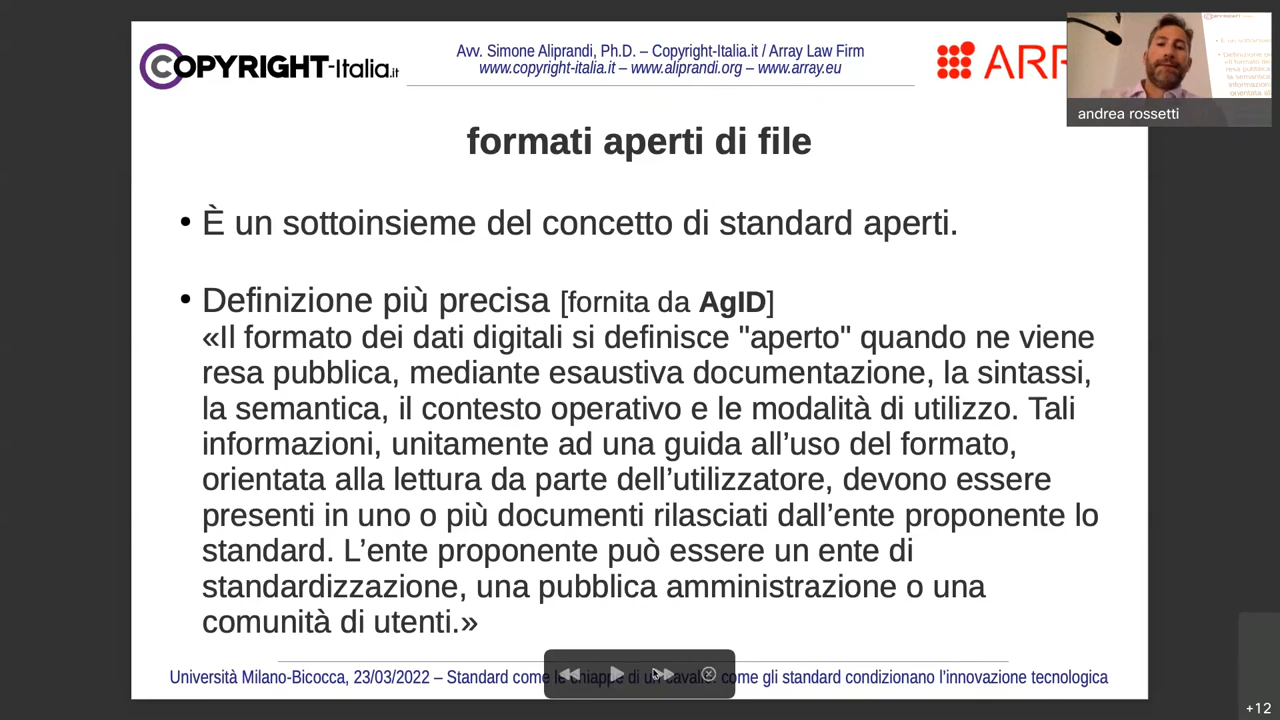 COPYRIGHT-Italia.it
Avv. Simone Aliprandi, Ph.D. – Copyright-Italia.it / Array Law Firm
www.copyright-italia.it – www.aliprandi.org – www.array.eu
ARR
andrea rossetti
formati aperti di file
• È un sottoinsieme del concetto di standard aperti.
• Definizione più precisa [fornita da AgID]
«Il formato dei dati digitali si definisce "aperto" quando ne viene
resa pubblica, mediante esaustiva documentazione, la sintassi,
la semantica, il contesto operativo e le modalità di utilizzo. Tali
informazioni, unitamente ad una guida all’uso del formato,
orientata alla lettura da parte dell’utilizzatore, devono essere
presenti in uno o più documenti rilasciati dall’ente proponente lo
standard. L’ente proponente può essere un ente di
standardizzazione, una pubblica amministrazione o una
comunità di utenti.»
Università Milano-Bicocca, 23/03/2022 – Standard come le chiappe di un cavallo: come gli standard condizionano l’innovazione tecnologica
+12